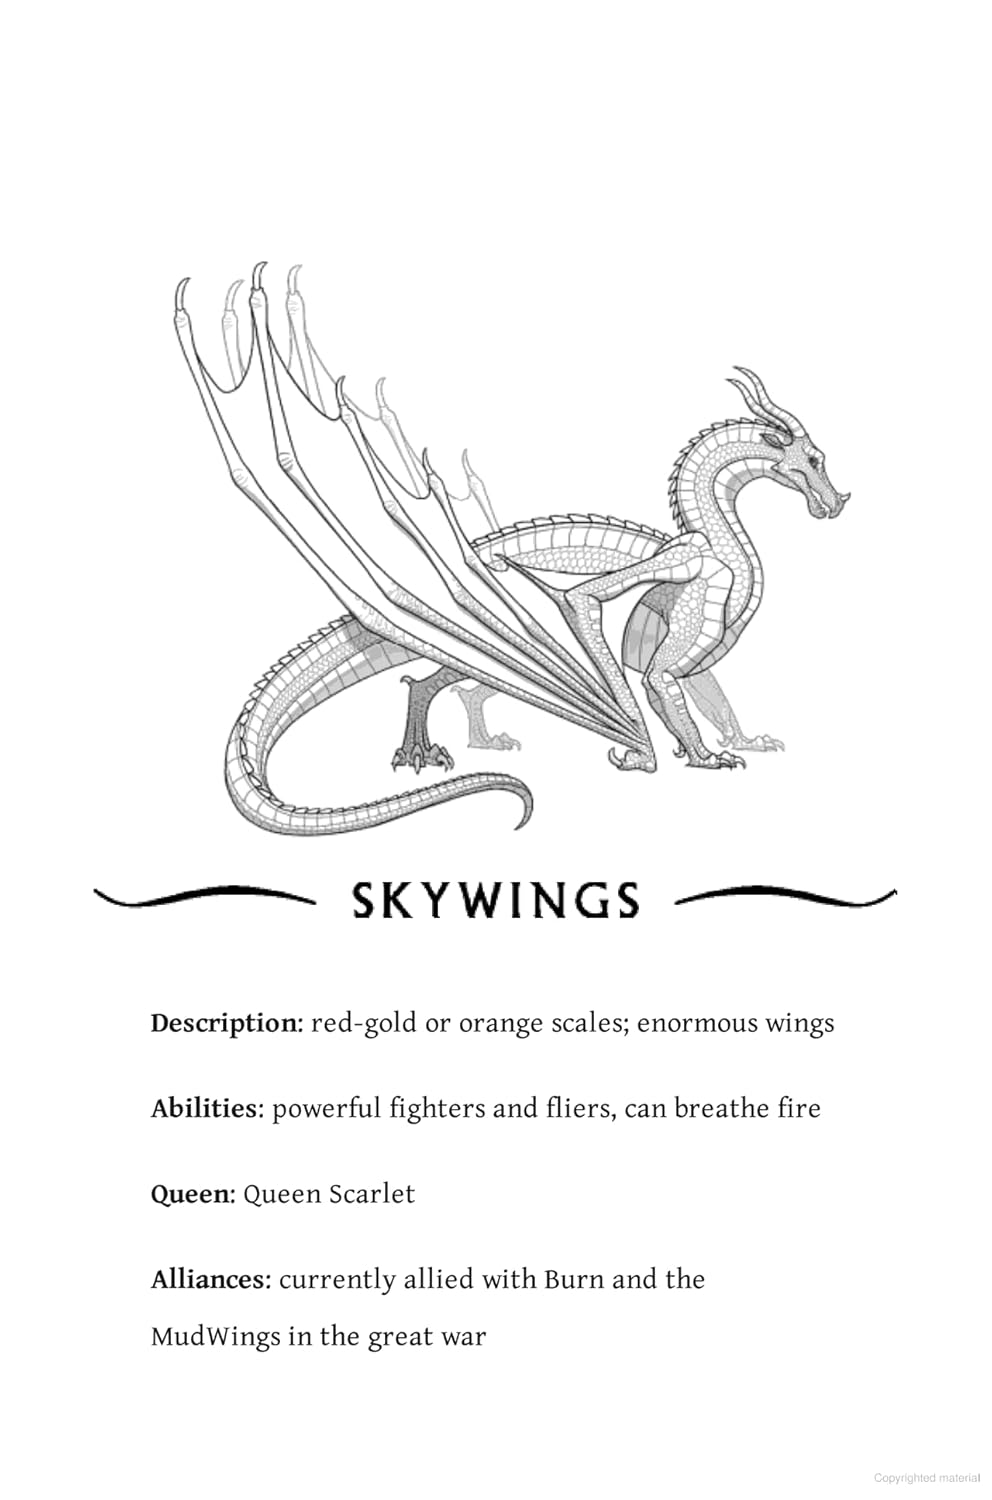 SKYWINGS
Description: red-gold or orange scales; enormous wings
Abilities: powerful fighters and fliers, can breathe fire
Queen: Queen Scarlet
Alliances: currently allied with Burn and the
MudWings in the great war
Copyrighted material